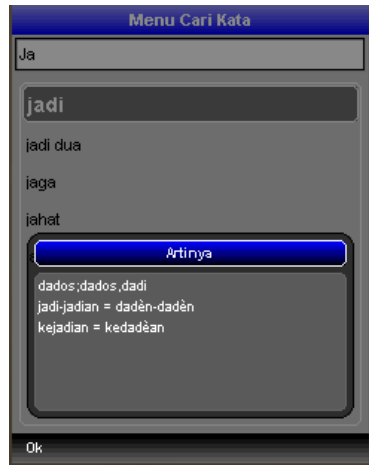 Menu Cari Kata
Ja
jadi
jadi dua
jaga
jahat
Artinya
dados;dados,dadi
jadi-jadian = dadèn-dadèn
kejadian = kedadèan
Ok